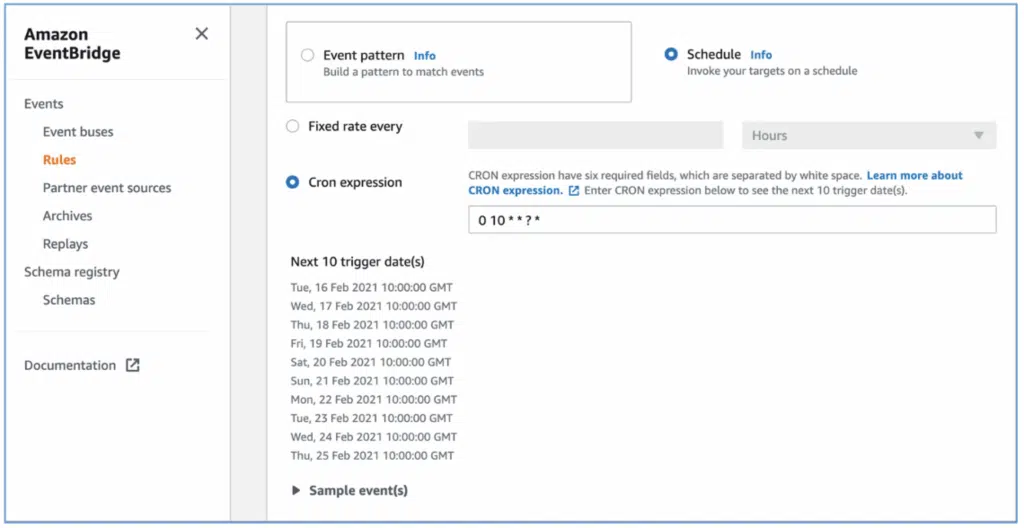 Amazon
EventBridge
Events
Event buses
Rules
Partner event sources
Archives
Replays
Schema registry
Schemas
Documentation
Event pattern Info
Build a pattern to match events
Schedule Info
Invoke your targets on a schedule
Fixed rate every
Hours
Cron expression
CRON expression have six required fields, which are separated by white space. Learn more about
CRON expression. Enter CRON expression below to see the next 10 trigger date(s).
0 10 * * ? *
Next 10 trigger date(s)
Tue, 16 Feb 2021 10:00:00 GMT
Wed, 17 Feb 2021 10:00:00 GMT
Thu, 18 Feb 2021 10:00:00 GMT
Fri, 19 Feb 2021 10:00:00 GMT
Sat, 20 Feb 2021 10:00:00 GMT
Sun, 21 Feb 2021 10:00:00 GMT
Mon, 22 Feb 2021 10:00:00 GMT
Tue, 23 Feb 2021 10:00:00 GMT
Wed, 24 Feb 2021 10:00:00 GMT
Thu, 25 Feb 2021 10:00:00 GMT
Sample event(s)